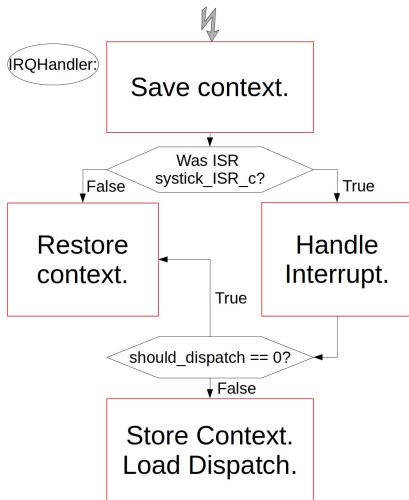 IRQHandler:
Save context.
Was ISR
systick_ISR_c?
False
True
Restore
context.
Handle
Interrupt.
True
should_dispatch == 0?
False
Store Context.
Load Dispatch.